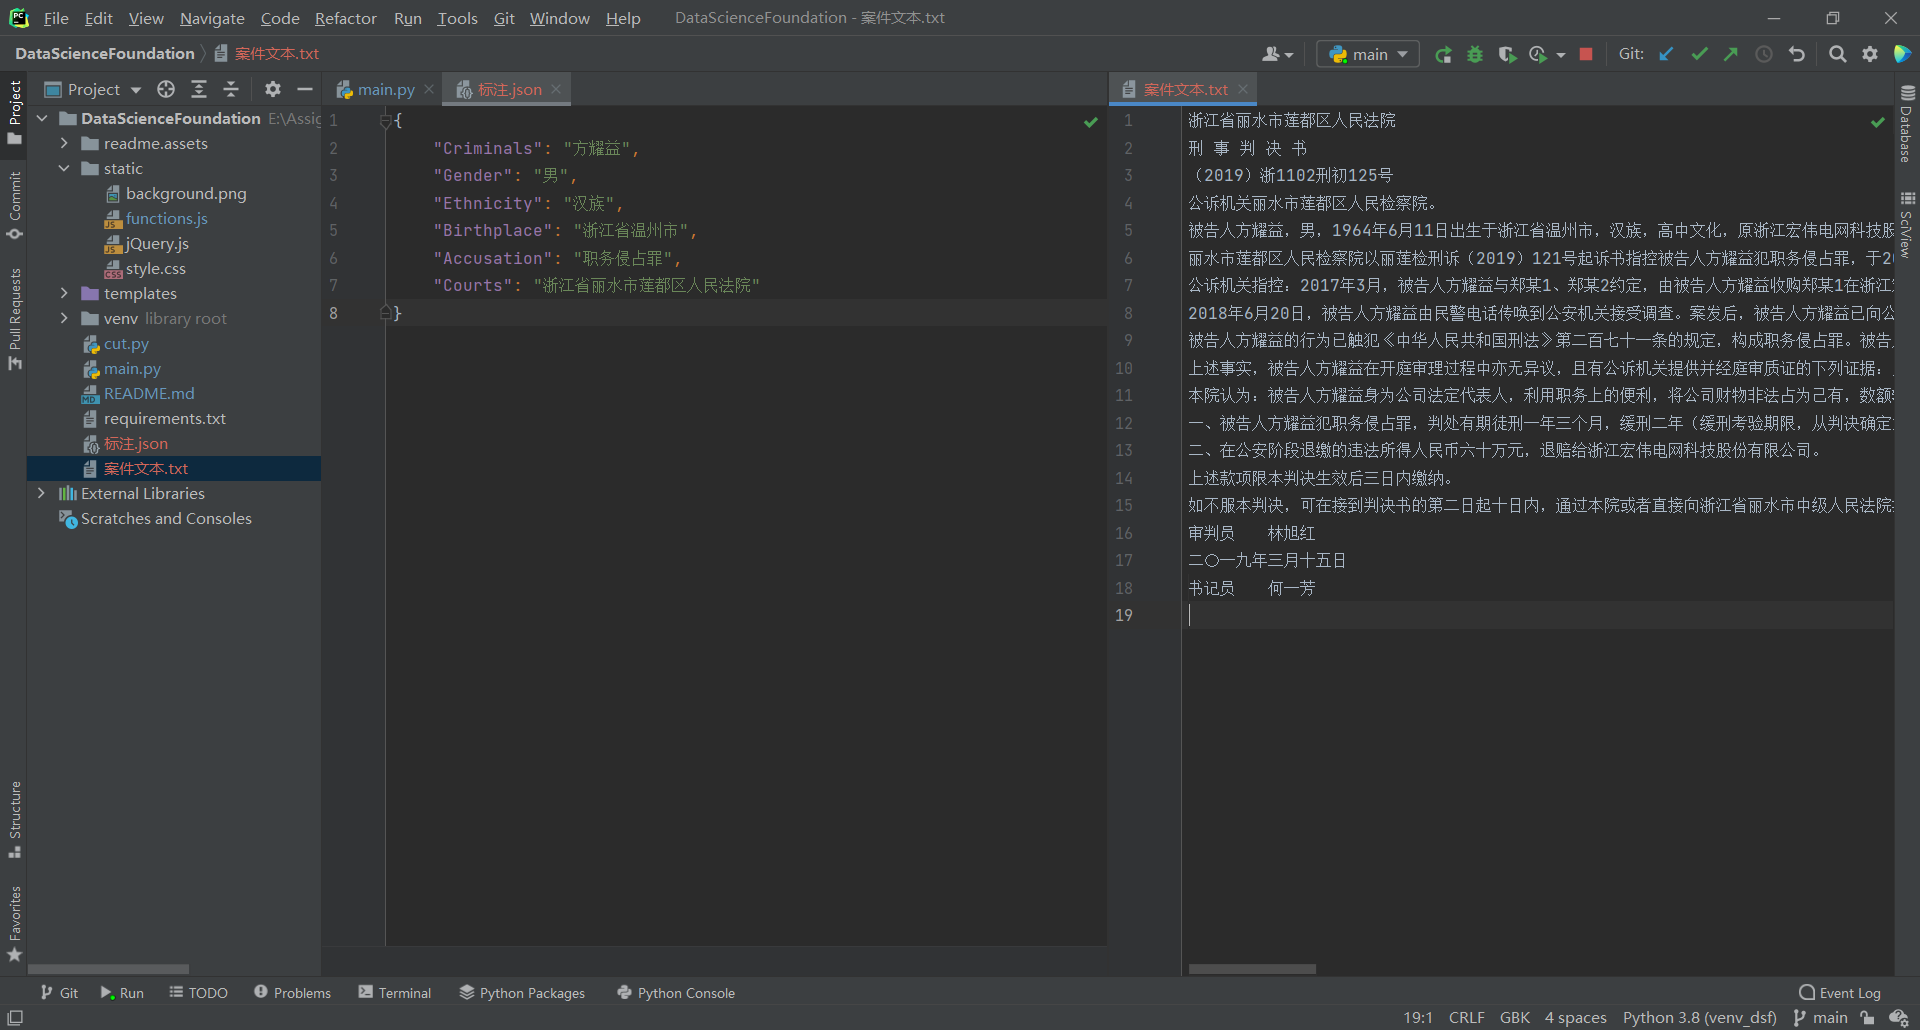 File Edit View Navigate Code Refactor Run Tools Git Window Help DataScienceFoundation - 案件文本.txt
DataScienceFoundation 案件文本.txt main Git:
Project
main.py 标注.json
案件文本.txt
DataScienceFoundation E:\Assig
readme.assets
static
background.png
functions.js
jQuery.js
style.css
templates
venv library root
cut.py
main.py
README.md
requirements.txt
标注.json
案件文本.txt
External Libraries
Scratches and Consoles
1 {
2 "Criminals": "方耀益",
3 "Gender": "男",
4 "Ethnicity": "汉族",
5 "Birthplace": "浙江省温州市",
6 "Accusation": "职务侵占罪",
7 "Courts": "浙江省丽水市莲都区人民法院"
8 }
1 浙江省丽水市莲都区人民法院
2 刑 事 判 决 书
3 （2019）浙1102刑初125号
4 公诉机关丽水市莲都区人民检察院。
5 被告人方耀益，男，1964年6月11日出生于浙江省温州市，汉族，高中文化，原浙江宏伟电网科技股
6 丽水市莲都区人民检察院以丽莲检刑诉（2019）121号起诉书指控被告人方耀益犯职务侵占罪，于20
7 公诉机关指控：2017年3月，被告人方耀益与郑某1、郑某2约定，由被告人方耀益收购郑某1在浙江宏
8 2018年6月20日，被告人方耀益由民警电话传唤到公安机关接受调查。案发后，被告人方耀益已向公
9 被告人方耀益的行为已触犯《中华人民共和国刑法》第二百七十一条的规定，构成职务侵占罪。被告
10 上述事实，被告人方耀益在开庭审理过程中亦无异议，且有公诉机关提供并经庭审质证的下列证据：
11 本院认为：被告人方耀益身为公司法定代表人，利用职务上的便利，将公司财物非法占为己有，数额
12 一、被告人方耀益犯职务侵占罪，判处有期徒刑一年三个月，缓刑二年（缓刑考验期限，从判决确定
13 二、在公安阶段退缴的违法所得人民币六十万元，退赔给浙江宏伟电网科技股份有限公司。
14 上述款项限本判决生效后三日内缴纳。
15 如不服本判决，可在接到判决书的第二日起十日内，通过本院或者直接向浙江省丽水市中级人民法院
16 审判员 林旭红
17 二〇一九年三月十五日
18 书记员 何一芳
19
Project
Commit
Pull Requests
Structure
Favorites
Database
SciView
Git Run TODO Problems Terminal Python Packages Python Console Event Log
19:1 CRLF GBK 4 spaces Python 3.8 (venv_dsf) main